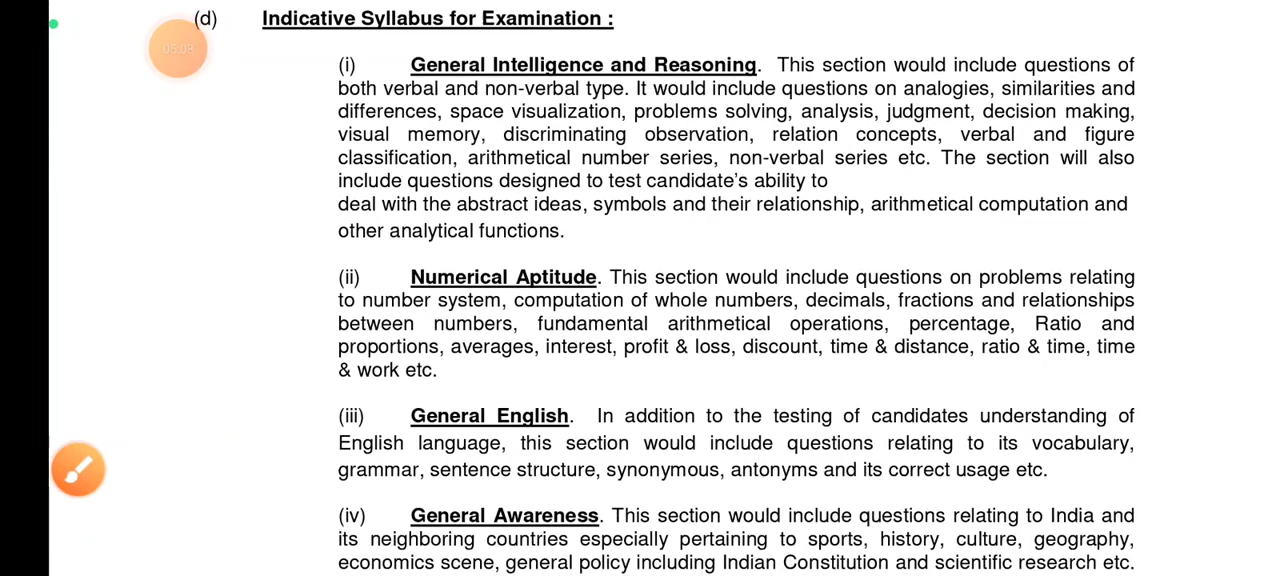 (d) Indicative Syllabus for Examination :
05:09
(i) General Intelligence and Reasoning. This section would include questions of
both verbal and non-verbal type. It would include questions on analogies, similarities and
differences, space visualization, problems solving, analysis, judgment, decision making,
visual memory, discriminating observation, relation concepts, verbal and figure
classification, arithmetical number series, non-verbal series etc. The section will also
include questions designed to test candidate’s ability to
deal with the abstract ideas, symbols and their relationship, arithmetical computation and
other analytical functions.
(ii) Numerical Aptitude. This section would include questions on problems relating
to number system, computation of whole numbers, decimals, fractions and relationships
between numbers, fundamental arithmetical operations, percentage, Ratio and
proportions, averages, interest, profit & loss, discount, time & distance, ratio & time, time
& work etc.
(iii) General English. In addition to the testing of candidates understanding of
English language, this section would include questions relating to its vocabulary,
grammar, sentence structure, synonymous, antonyms and its correct usage etc.
(iv) General Awareness. This section would include questions relating to India and
its neighboring countries especially pertaining to sports, history, culture, geography,
economics scene, general policy including Indian Constitution and scientific research etc.